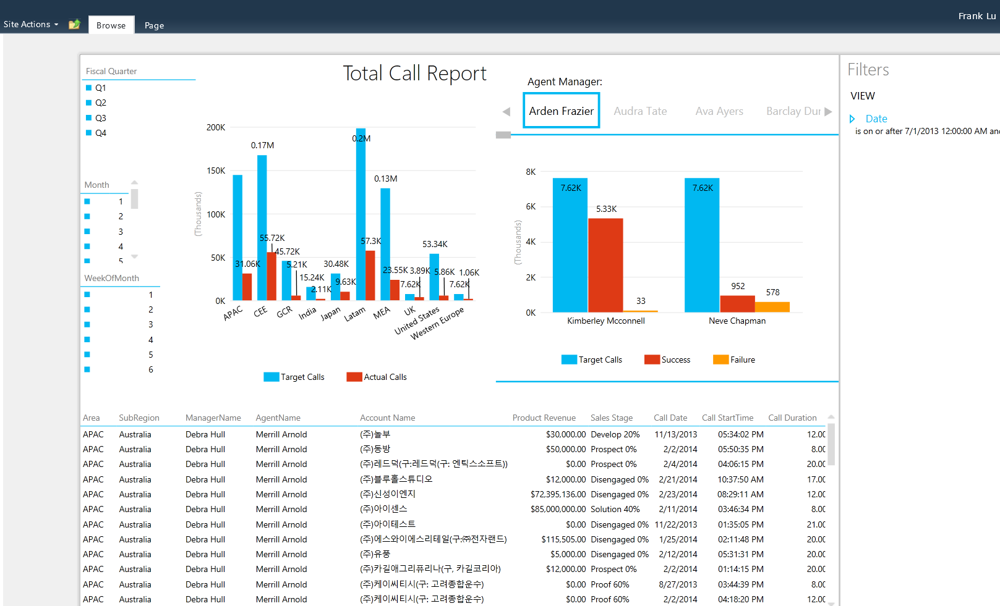 Site Actions
Browse
Page
Frank Lu
Fiscal Quarter
Q1
Q2
Q3
Q4
Month
1
2
3
4
5
WeekOfMonth
1
2
3
4
5
6
Total Call Report
(Thousands)
200K
150K
100K
50K
0K
0.17M
0.2M
0.13M
31.06K
55.72K
45.72K
5.21K
15.24K
2.11K
30.48K
9.63K
57.3K
23.55K
7.62K
3.89K
53.34K
5.86K
7.62K
1.06K
APAC
CEE
GCR
India
Japan
Latam
MEA
UK
United States
Western Europe
Target Calls
Actual Calls
Agent Manager:
Arden Frazier
Audra Tate
Ava Ayers
Barclay Dur
(Thousands)
8K
6K
4K
2K
0K
7.62K
5.33K
33
7.62K
952
578
Kimberley Mcconnell
Neve Chapman
Target Calls
Success
Failure
Filters
VIEW
Date
is on or after 7/1/2013 12:00:00 AM and
Area SubRegion ManagerName AgentName Account Name Product Revenue Sales Stage Call Date Call StartTime Call Duration
APAC Australia Debra Hull Merrill Arnold (주)놀부 $30,000.00 Develop 20% 11/13/2013 05:34:02 PM 12.00
APAC Australia Debra Hull Merrill Arnold (주)동방 $50,000.00 Prospect 0% 2/2/2014 05:50:35 PM 8.00
APAC Australia Debra Hull Merrill Arnold (주)레드덕(구:레드덕(구: 엔틱스소프트)) $0.00 Prospect 0% 2/4/2014 04:06:15 PM 20.00
APAC Australia Debra Hull Merrill Arnold (주)블루홀스튜디오 $12,000.00 Disengaged 0% 2/21/2014 10:37:50 AM 17.00
APAC Australia Debra Hull Merrill Arnold (주)신성이엔지 $72,395,136.00 Disengaged 0% 2/23/2014 08:29:11 AM 12.00
APAC Australia Debra Hull Merrill Arnold (주)아이센스 $85,000,000.00 Solution 40% 2/11/2014 03:46:34 PM 8.00
APAC Australia Debra Hull Merrill Arnold (주)아이테스트 $0.00 Disengaged 0% 11/22/2013 01:35:05 PM 21.00
APAC Australia Debra Hull Merrill Arnold (주)에스와이에스리테일(구:㈜전자랜드) $115,505.00 Disengaged 0% 1/25/2014 02:11:48 PM 20.00
APAC Australia Debra Hull Merrill Arnold (주)유풍 $5,000.00 Disengaged 0% 2/12/2014 05:31:31 PM 20.00
APAC Australia Debra Hull Merrill Arnold (주)카길애그리퓨리나(구, 카길코리아) $12,000.00 Prospect 0% 2/2/2014 01:14:15 PM 20.00
APAC Australia Debra Hull Merrill Arnold (주)케이씨티시(구: 고려종합운수) $0.00 Proof 60% 8/27/2013 03:44:39 PM 8.00
APAC Australia Debra Hull Merrill Arnold (주)케이씨티시(구: 고려종합운수) $0.00 Proof 60% 2/2/2014 04:18:20 PM 12.00